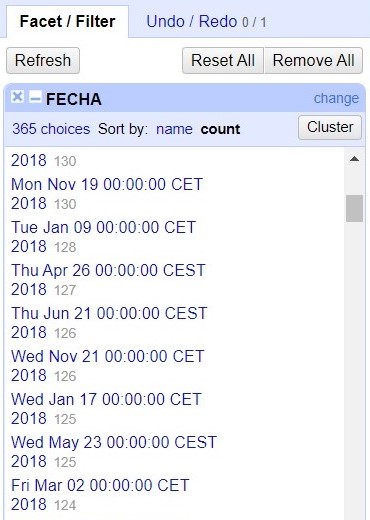 Facet / Filter Undo / Redo 0 / 1
Refresh Reset All Remove All
FECHA change
365 choices Sort by: name count Cluster
2018 130
Mon Nov 19 00:00:00 CET
2018 130
Tue Jan 09 00:00:00 CET
2018 128
Thu Apr 26 00:00:00 CEST
2018 127
Thu Jun 21 00:00:00 CEST
2018 126
Wed Nov 21 00:00:00 CET
2018 126
Wed Jan 17 00:00:00 CET
2018 125
Wed May 23 00:00:00 CEST
2018 125
Fri Mar 02 00:00:00 CET
2018 124